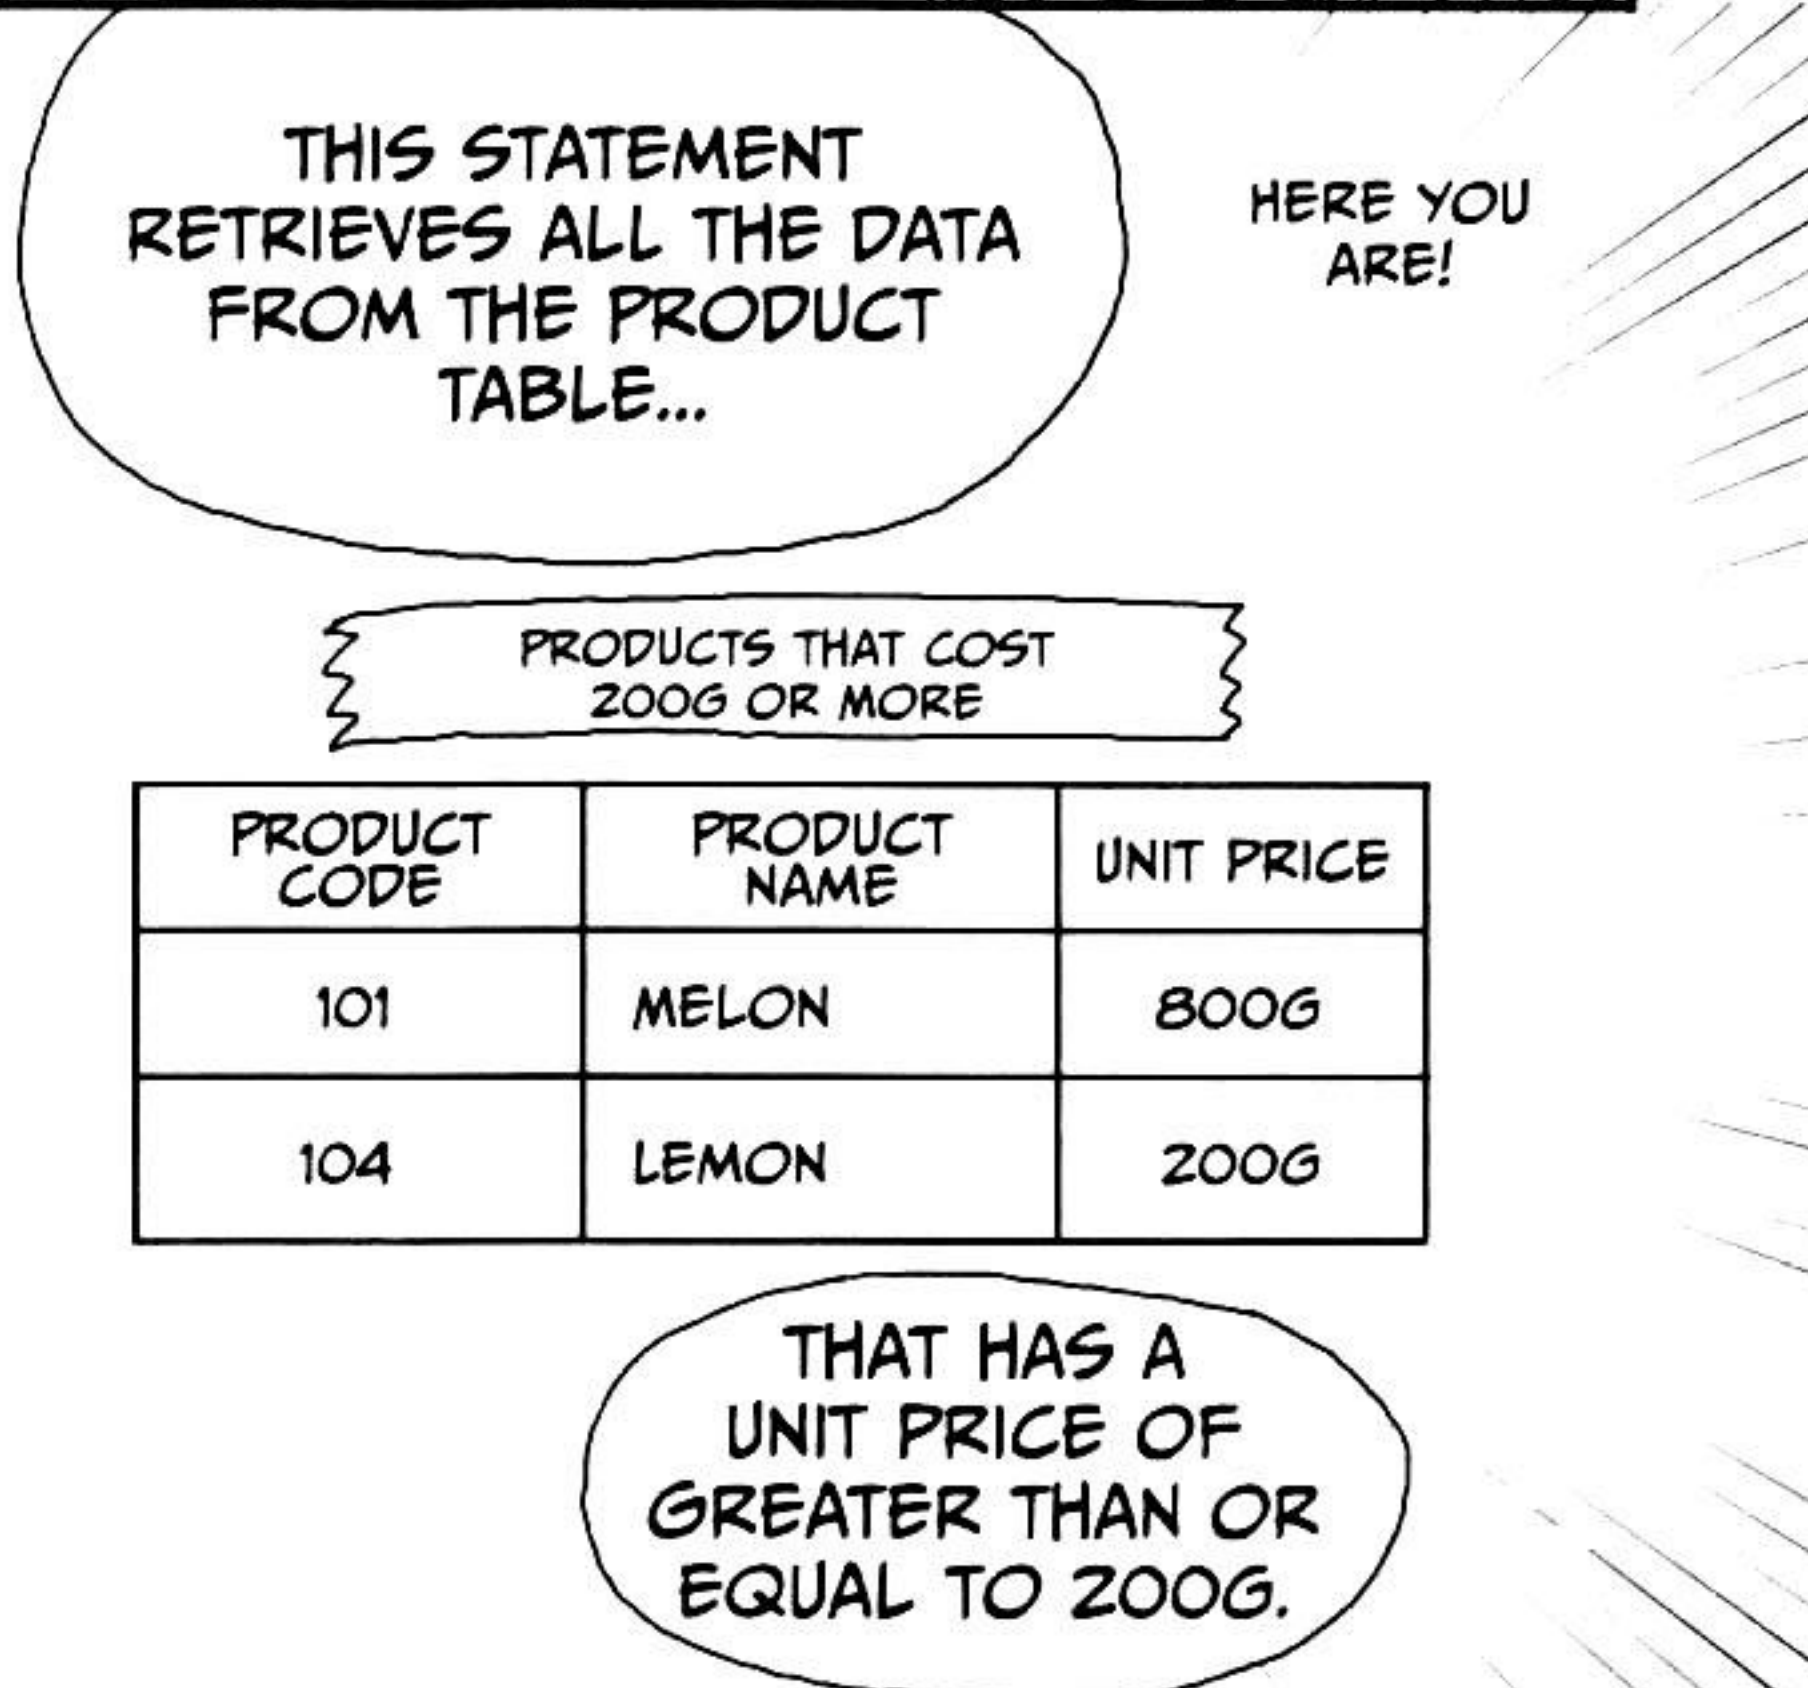 THIS STATEMENT
RETRIEVES ALL THE DATA
FROM THE PRODUCT
TABLE...
HERE YOU
ARE!
PRODUCTS THAT COST
200G OR MORE
PRODUCT CODE	PRODUCT NAME	UNIT PRICE
101	MELON	800G
104	LEMON	200G
THAT HAS A
UNIT PRICE OF
GREATER THAN OR
EQUAL TO 200G.